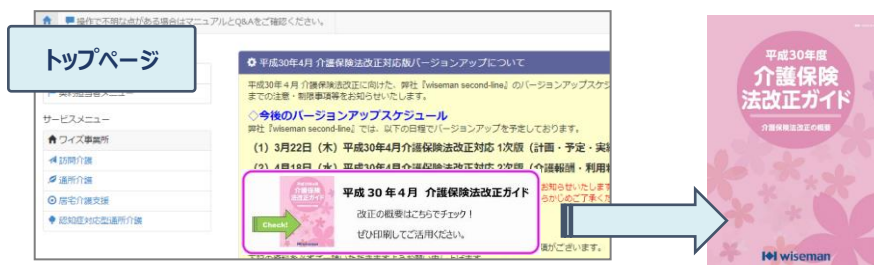 操作で不明な点がある場合はマニュアルとQ&Aをご確認ください。
トップページ
サービスメニュー
ワイズ事業所
訪問介護
通所介護
居宅介護支援
認知症対応型通所介護
平成30年4月 介護保険法改正対応版バージョンアップについて
平成30年4月 介護保険法改正に向けた、弊社『wiseman second-line』のバージョンアップスケジ
までの注意・制限事項等をお知らせいたします。
◇今後のバージョンアップスケジュール
弊社『wiseman second-line』では、以下の日程でバージョンアップを予定しております。
(1) 3月22日(木) 平成30年4月介護保険法改正対応 1次版(計画・予定・実績
(2) 4月18日(水) 平成30年4月介護保険法改正対応 2次版(介護報酬・利用料
お知らせいたします
らかじめご了承くだ
平成 30 年 4 月 介護保険法改正ガイド
改正の概要はこちらでチェック!
ぜひ印刷してご活用ください。
Check!
項がございます。
平成30年度
介護保険
法改正ガイド
介護保険法改正の概要
wiseman